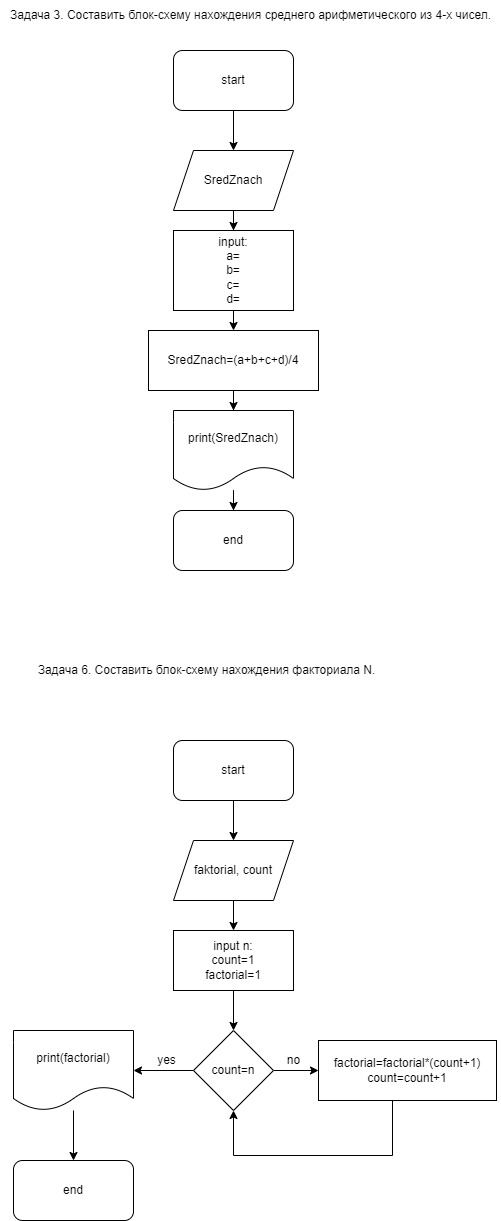 Задача 3. Составить блок-схему нахождения среднего арифметического из 4-х чисел.
start
SredZnach
input:
a=
b=
c=
d=
SredZnach=(a+b+c+d)/4
print(SredZnach)
end
Задача 6. Составить блок-схему нахождения факториала N.
start
faktorial, count
input n:
count=1
factorial=1
print(factorial)
yes
count=n
no
factorial=factorial*(count+1)
count=count+1
end